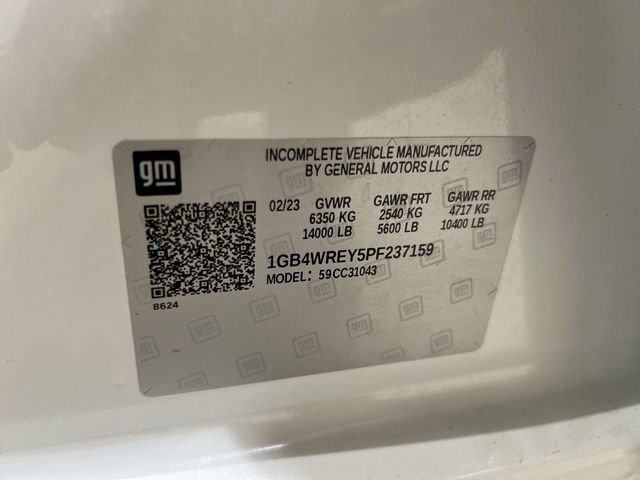 gm
INCOMPLETE VEHICLE MANUFACTURED
BY GENERAL MOTORS LLC
02/23 GVWR GAWR FRT GAWR RR
6350 KG 2540 KG 4717 KG
14000 LB 5600 LB 10400 LB
1GB4WREY5PF237159
MODEL: 59CC31043
8624